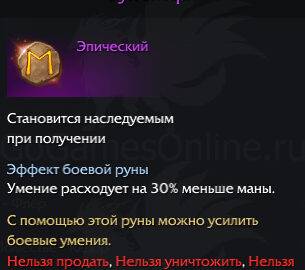 Эпический
Становится наследуемым
при получении
Эффект боевой руны
Умение расходует на 30% меньше маны.
С помощью этой руны можно усилить
боевые умения.
Нельзя продать, Нельзя уничтожить, Нельзя